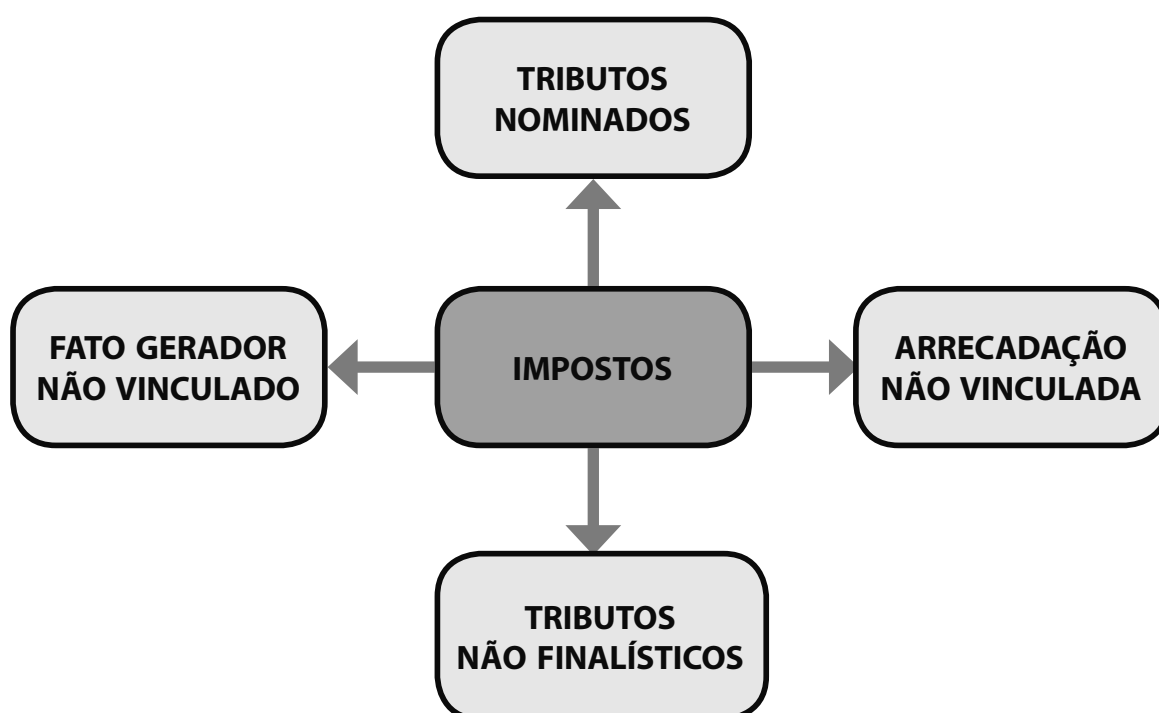 TRIBUTOS
NOMINADOS
FATO GERADOR
NÃO VINCULADO
IMPOSTOS
ARRECADAÇÃO
NÃO VINCULADA
TRIBUTOS
NÃO FINALÍSTICOS